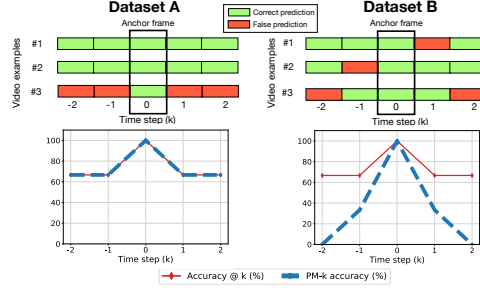 Dataset A
Correct prediction
False prediction
Dataset B
Anchor frame
Anchor frame
Video examples
#1
#2
#3
-2 -1 0 1 2
Time step (k)
Video examples
#1
#2
#3
-2 -1 0 1 2
Time step (k)
100
80
60
40
20
0
-2 -1 0 1 2
Time step (k)
100
80
60
40
20
0
-2 -1 0 1 2
Time step (k)
Accuracy @ k (%)
PM-k accuracy (%)